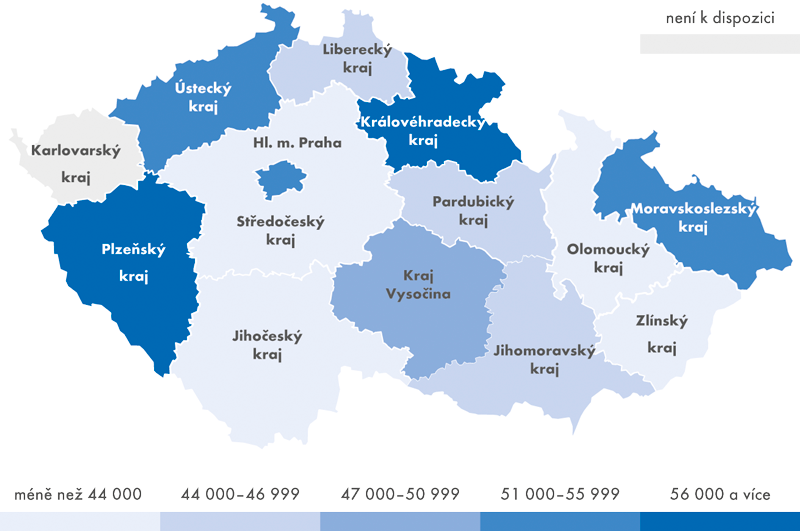 není k dispozici
Liberecký
kraj
Ústecký
kraj
Královéhradecký
kraj
Hl. m. Praha
Karlovarský
kraj
Pardubický
kraj
Moravskoslezský
kraj
Středočeský
kraj
Plzeňský
kraj
Olomoucký
kraj
Kraj
Vysočina
Zlínský
kraj
Jihočeský
kraj
Jihomoravský
kraj
méně než 44 000
44 000–46 999
47 000–50 999
51 000–55 999
56 000 a více